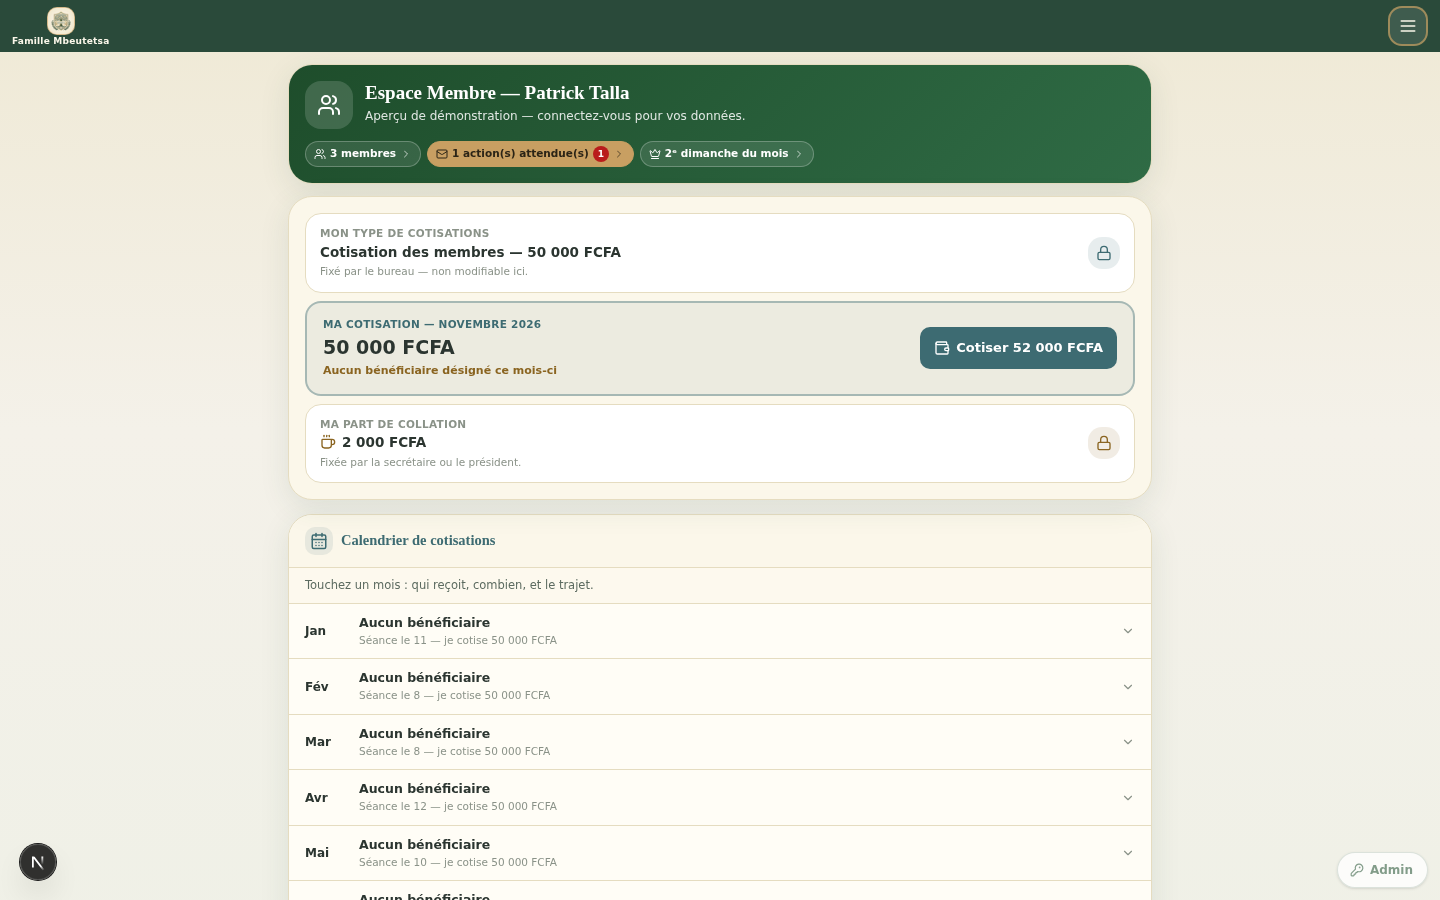 Famille Mbeutetsa
Espace Membre — Patrick Talla
Aperçu de démonstration — connectez-vous pour vos données.
3 membres
1 action(s) attendue(s) 1
2ᵉ dimanche du mois
MON TYPE DE COTISATIONS
Cotisation des membres — 50 000 FCFA
Fixé par le bureau — non modifiable ici.
MA COTISATION — NOVEMBRE 2026
50 000 FCFA
Aucun bénéficiaire désigné ce mois-ci
Cotiser 52 000 FCFA
MA PART DE COLLATION
2 000 FCFA
Fixée par la secrétaire ou le président.
Calendrier de cotisations
Touchez un mois : qui reçoit, combien, et le trajet.
Jan
Aucun bénéficiaire
Séance le 11 — je cotise 50 000 FCFA
Fév
Aucun bénéficiaire
Séance le 8 — je cotise 50 000 FCFA
Mar
Aucun bénéficiaire
Séance le 8 — je cotise 50 000 FCFA
Avr
Aucun bénéficiaire
Séance le 12 — je cotise 50 000 FCFA
Mai
Aucun bénéficiaire
Séance le 10 — je cotise 50 000 FCFA
Aucun bénéficiaire
N
Admin